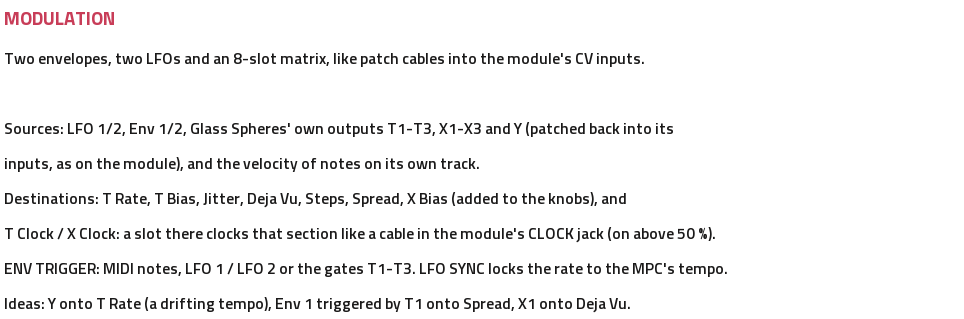 MODULATION
Two envelopes, two LFOs and an 8-slot matrix, like patch cables into the module's CV inputs.
Sources: LFO 1/2, Env 1/2, Glass Spheres' own outputs T1-T3, X1-X3 and Y (patched back into its
inputs, as on the module), and the velocity of notes on its own track.
Destinations: T Rate, T Bias, Jitter, Deja Vu, Steps, Spread, X Bias (added to the knobs), and
T Clock / X Clock: a slot there clocks that section like a cable in the module's CLOCK jack (on above 50 %).
ENV TRIGGER: MIDI notes, LFO 1 / LFO 2 or the gates T1-T3. LFO SYNC locks the rate to the MPC's tempo.
Ideas: Y onto T Rate (a drifting tempo), Env 1 triggered by T1 onto Spread, X1 onto Deja Vu.